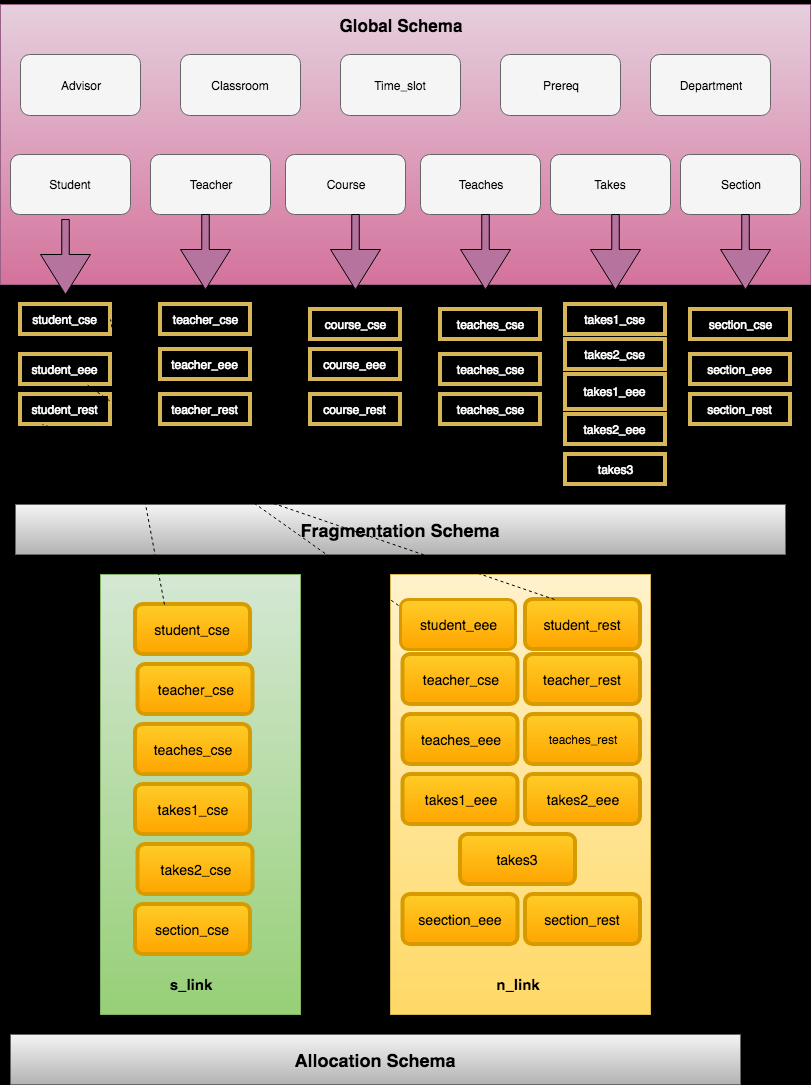 Global Schema
Advisor
Classroom
Time_slot
Prereq
Department
Student
Teacher
Course
Teaches
Takes
Section
student_cse
teacher_cse
course_cse
teaches_cse
takes1_cse
section_cse
student_eee
teacher_eee
course_eee
teaches_cse
takes2_cse
section_eee
takes1_eee
student_rest
teacher_rest
course_rest
teaches_cse
section_rest
takes2_eee
takes3
Fragmentation Schema
student_cse
teacher_cse
teaches_cse
takes1_cse
takes2_cse
section_cse
s_link
student_eee
student_rest
teacher_cse
teacher_rest
teaches_eee
teaches_rest
takes1_eee
takes2_eee
takes3
seection_eee
section_rest
n_link
Allocation Schema